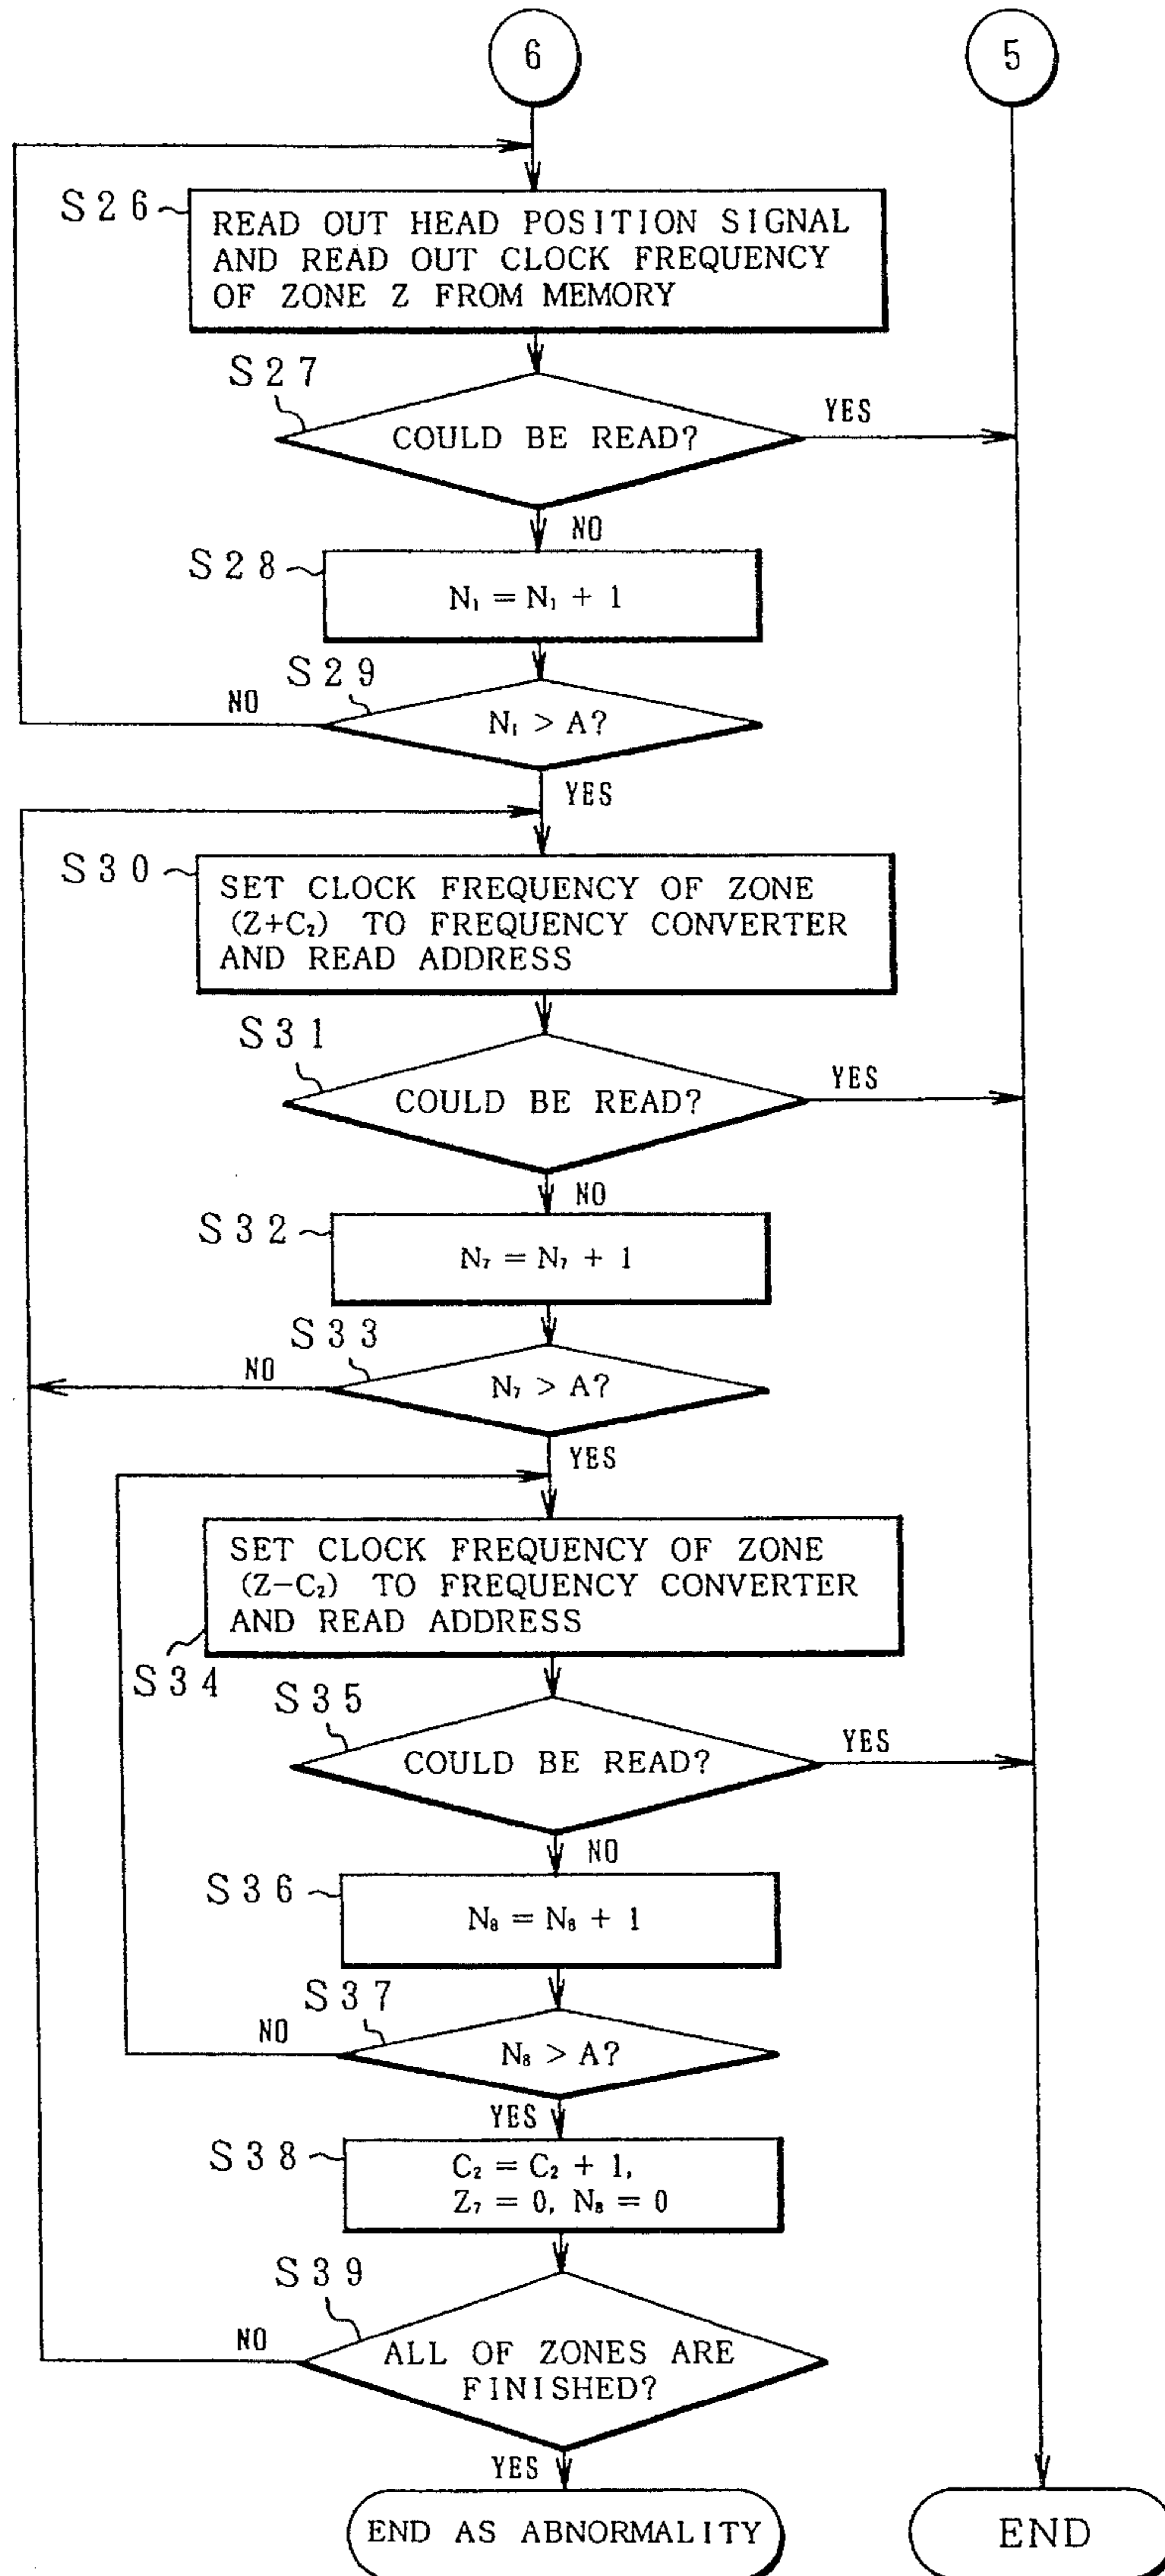 6
5
S26
READ OUT HEAD POSITION SIGNAL
AND READ OUT CLOCK FREQUENCY
OF ZONE Z FROM MEMORY
S27
COULD BE READ?
YES
NO
S28
N₁ = N₁ + 1
S29
NO
N₁ > A?
YES
S30
SET CLOCK FREQUENCY OF ZONE
(Z+C₂) TO FREQUENCY CONVERTER
AND READ ADDRESS
S31
COULD BE READ?
YES
NO
S32
N₇ = N₇ + 1
S33
NO
N₇ > A?
YES
SET CLOCK FREQUENCY OF ZONE
(Z−C₂) TO FREQUENCY CONVERTER
AND READ ADDRESS
S34
S35
COULD BE READ?
YES
NO
S36
N₈ = N₈ + 1
S37
NO
N₈ > A?
YES
S38
C₂ = C₂ + 1,
Z₇ = 0, N₈ = 0
S39
NO
ALL OF ZONES ARE
FINISHED?
YES
END AS ABNORMALITY
END